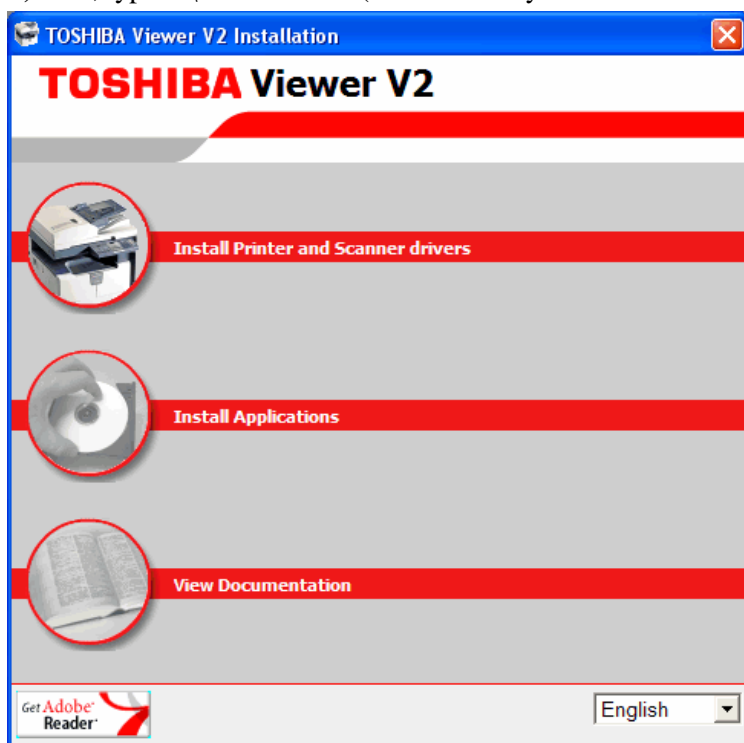 TOSHIBA Viewer V2 Installation
TOSHIBA Viewer V2
Install Printer and Scanner drivers
Install Applications
View Documentation
Get Adobe
Reader
English